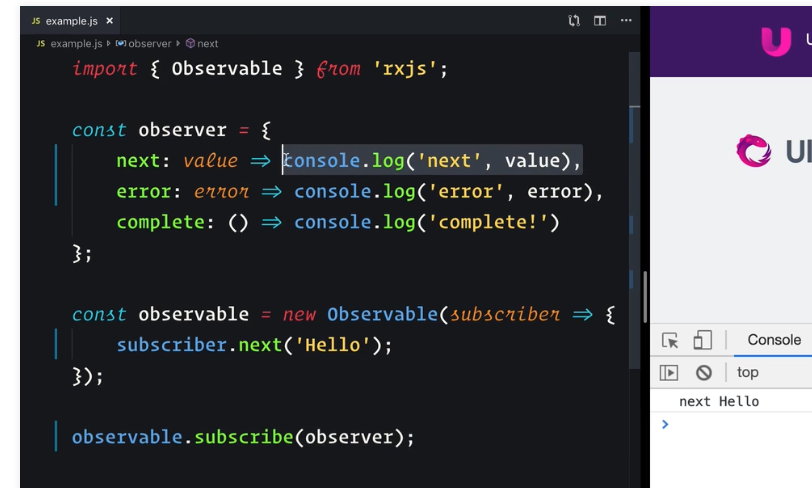 JS example.js ×
JS example.js › observer › next
import { Observable } from 'rxjs';
const observer = {
next: value => console.log('next', value),
error: error => console.log('error', error),
complete: () => console.log('complete!')
};
const observable = new Observable(subscriber => {
subscriber.next('Hello');
});
observable.subscribe(observer);
U
Ul
Console
top
next Hello